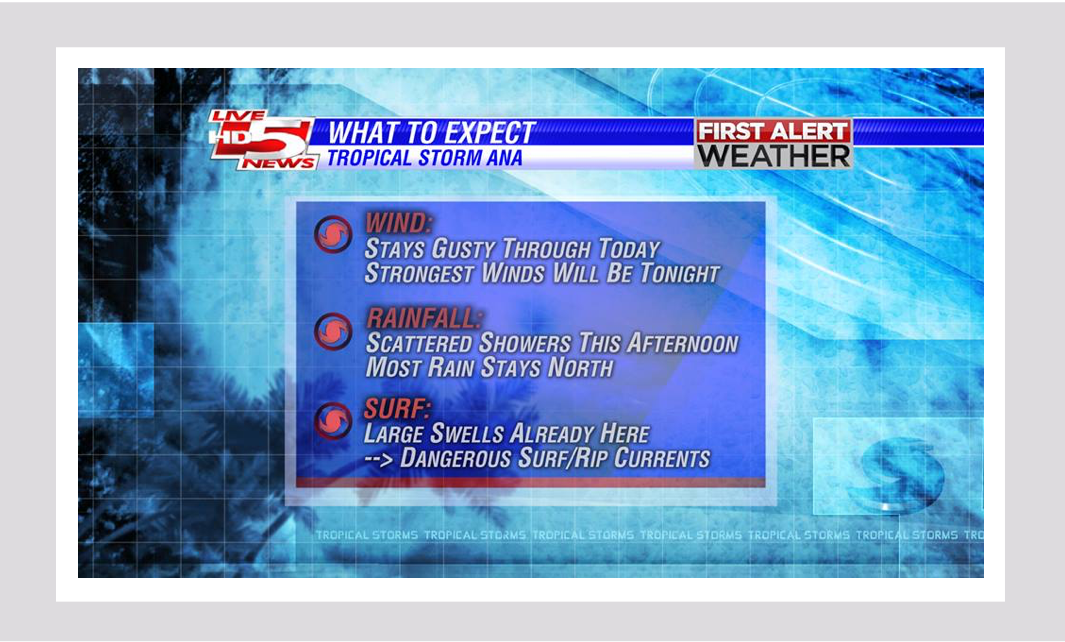 LIVE
HD 5
NEWS
WHAT TO EXPECT
TROPICAL STORM ANA
FIRST ALERT
WEATHER
WIND:
STAYS GUSTY THROUGH TODAY
STRONGEST WINDS WILL BE TONIGHT
RAINFALL:
SCATTERED SHOWERS THIS AFTERNOON
MOST RAIN STAYS NORTH
SURF:
LARGE SWELLS ALREADY HERE
--> DANGEROUS SURF/RIP CURRENTS
TROPICAL STORMS TROPICAL STORMS TROPICAL STORMS TROPICAL STORMS TROPICAL STORMS TROPICAL STORMS TRO